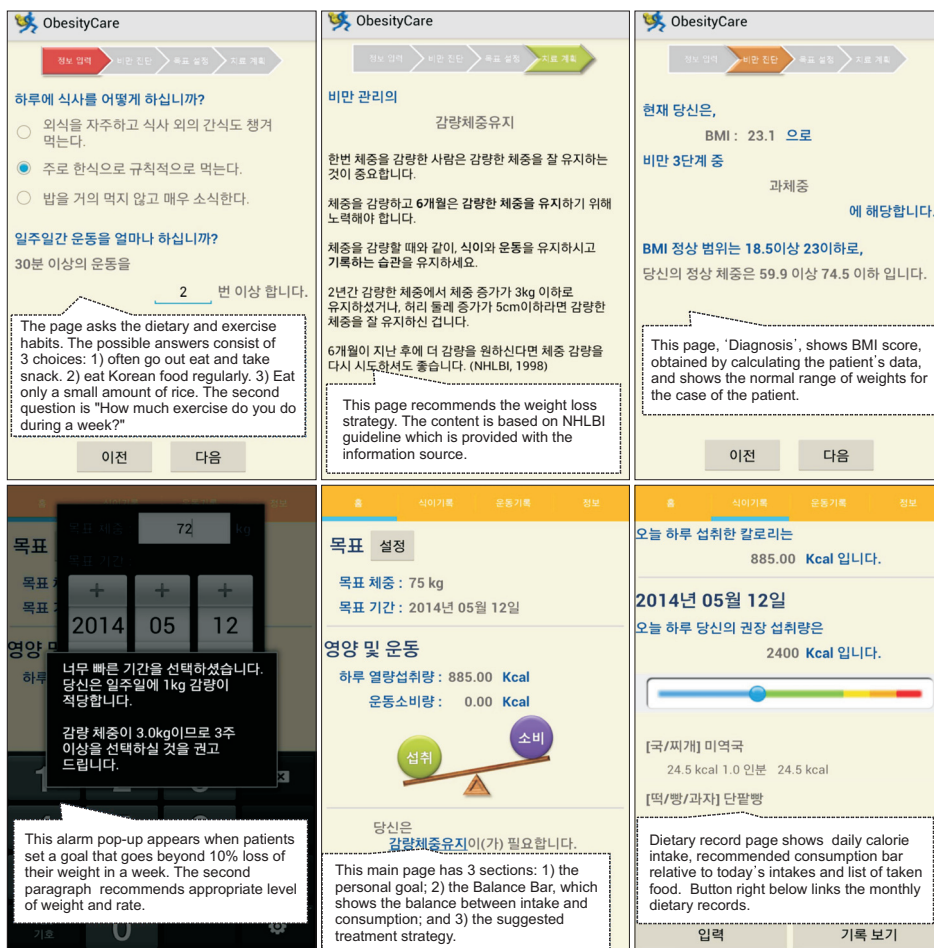 ObesityCare
정보 입력 비만 진단 목표 설정 치료 계획
하루에 식사를 어떻게 하십니까?
외식을 자주하고 식사 외의 간식도 챙겨
먹는다.
주로 한식으로 규칙적으로 먹는다.
밥을 거의 먹지 않고 매우 소식한다.
일주일간 운동을 얼마나 하십니까?
30분 이상의 운동을
2 번 이상 합니다.
The page asks the dietary and exercise
habits. The possible answers consist of
3 choices: 1) often go out eat and take
snack. 2) eat Korean food regularly. 3) Eat
only a small amount of rice. The second
question is "How much exercise do you do
during a week?"
이전 다음
ObesityCare
정보 입력 비만 진단 목표 설정 치료 계획
비만 관리의
감량체중유지
한번 체중을 감량한 사람은 감량한 체중을 잘 유지하는
것이 중요합니다.
체중을 감량하고 6개월은 감량한 체중을 유지하기 위해
노력해야 합니다.
체중을 감량할 때와 같이, 식이와 운동을 유지하시고
기록하는 습관을 유지하세요.
2년간 감량한 체중에서 체중 증가가 3kg 이하로
유지하셨거나, 허리 둘레 증가가 5cm이하라면 감량한
체중을 잘 유지하신 겁니다.
6개월이 지난 후에 더 감량을 원하신다면 체중 감량을
다시 시도하셔도 좋습니다. (NHLBI, 1998)
This page recommends the weight loss
strategy. The content is based on NHLBI
guideline which is provided with the
information source.
ObesityCare
정보 입력 비만 진단 목표 설정 치료 계획
현재 당신은,
BMI : 23.1 으로
비만 3단계 중
과체중
에 해당합니다.
BMI 정상 범위는 18.5이상 23이하로,
당신의 정상 체중은 59.9 이상 74.5 이하 입니다.
This page, ‘Diagnosis’, shows BMI score,
obtained by calculating the patient’s data,
and shows the normal range of weights for
the case of the patient.
이전 다음
홈 식이기록 정보
목표 체중 : 72 kg
목표 기간
목표
+ + +
2014 05 12
너무 빠른 기간을 선택하셨습니다.
당신은 일주일에 1kg 감량이
적당합니다.
감량 체중이 3.0kg이므로 3주
이상을 선택하실 것을 권고
드립니다.
This alarm pop-up appears when patients
set a goal that goes beyond 10% loss of
their weight in a week. The second
paragraph recommends appropriate level
of weight and rate.
기호 0
홈 식이기록 운동기록 정보
목표 설정
목표 체중 : 75 kg
목표 기간 : 2014년 05월 12일
영양 및 운동
하루 열량섭취량 : 885.00 Kcal
운동소비량 : 0.00 Kcal
섭취 소비
당신은
감량체중유지이(가) 필요합니다.
This main page has 3 sections: 1) the
personal goal; 2) the Balance Bar, which
shows the balance between intake and
consumption; and 3) the suggested
treatment strategy.
홈 식이기록 운동기록 정보
오늘 하루 섭취한 칼로리는
885.00 Kcal 입니다.
2014년 05월 12일
오늘 하루 당신의 권장 섭취량은
2400 Kcal 입니다.
[국/찌개] 미역국
24.5 kcal 1.0 인분 24.5 kcal
[떡/빵/과자] 단팥빵
Dietary record page shows daily calorie
intake, recommended consumption bar
relative to today’s intakes and list of taken
food. Button right below links the monthly
dietary records.
입력 기록 보기